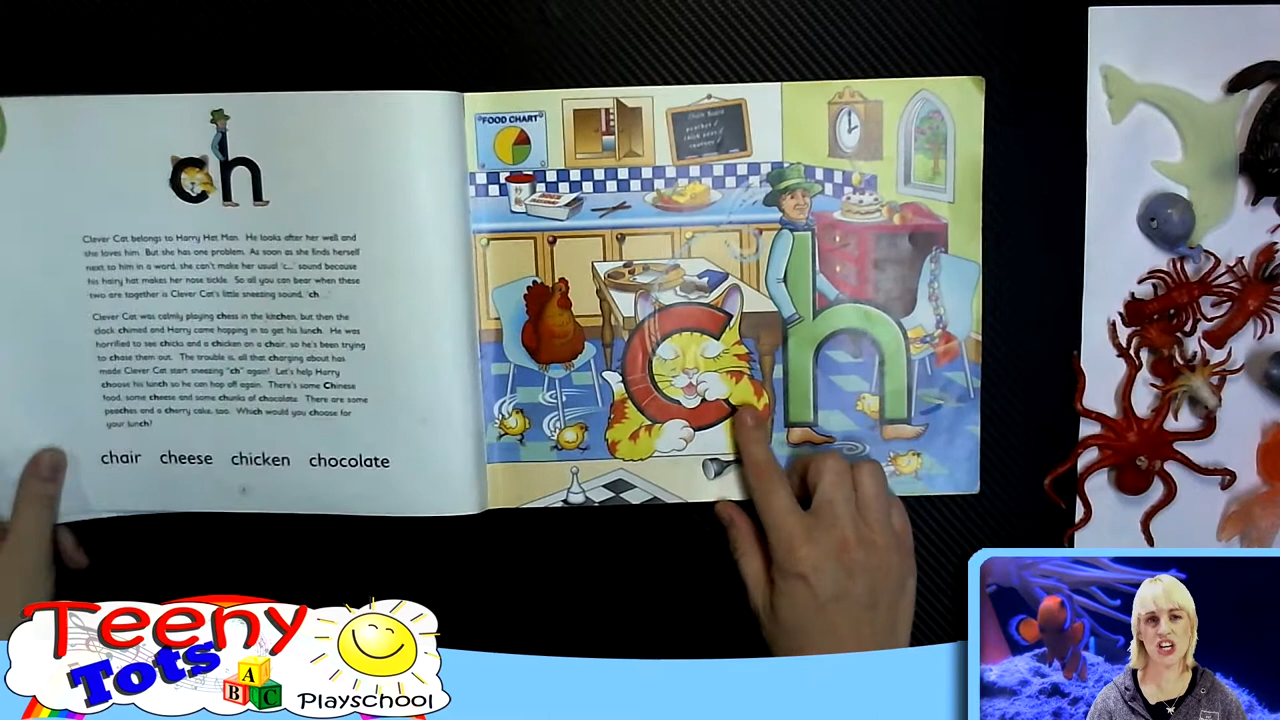 ch
Clever Cat belongs to Harry Hat Man. He looks after her well and
she loves him. But she has one problem. As soon as she finds herself
next to him in a word, she can't make her usual 'c...' sound because
his hairy hat makes her nose tickle. So all you can hear when these
two are together is Clever Cat's little sneezing sound, 'ch...'
Clever Cat was calmly playing chess in the kitchen, but then the
clock chimed and Harry came hopping in to get his lunch. He was
horrified to see chicks and a chicken on a chair, so he's been trying
to chase them out. The trouble is, all that charging about has
made Clever Cat start sneezing "ch" again! Let's help Harry
choose his lunch so he can hop off again. There's some Chinese
food, some cheese and some chunks of chocolate. There are some
peaches and a cherry cake, too. Which would you choose for
your lunch?
chair cheese chicken chocolate
FOOD CHART
peaches
chick peas
ch
Teeny
Tots
A
B C
Playschool